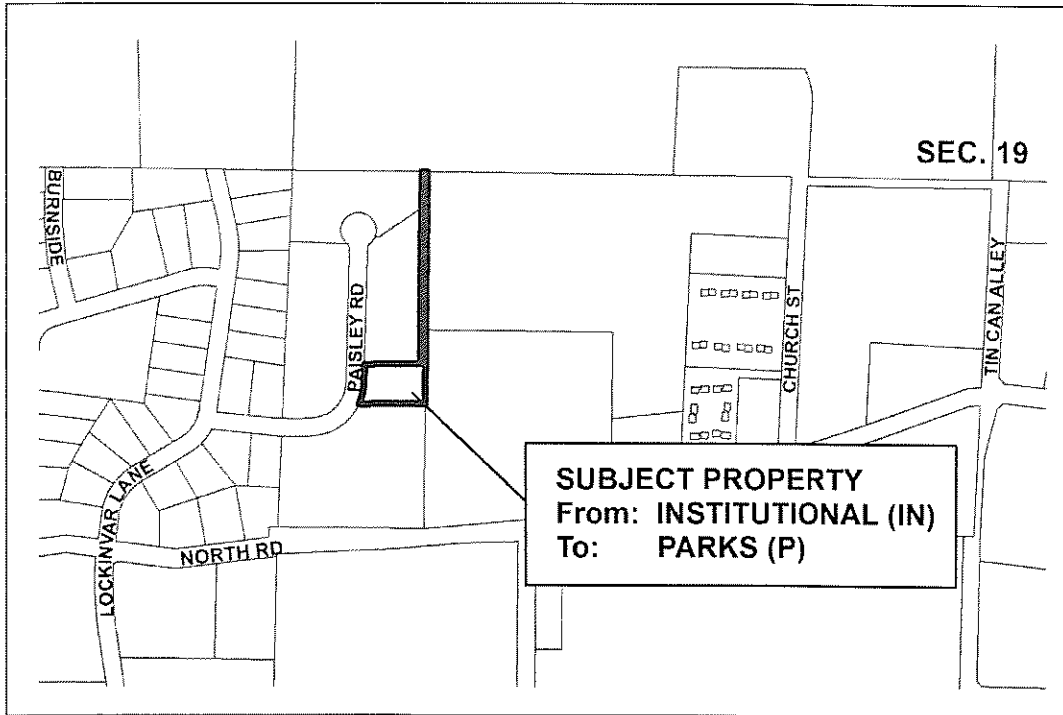 SEC. 19
BURNSIDE
PAISLEY RD
CHURCH ST
TIN CAN ALLEY
LOCKINVAR LANE
NORTH RD
SUBJECT PROPERTY
From: INSTITUTIONAL (IN)
To: PARKS (P)